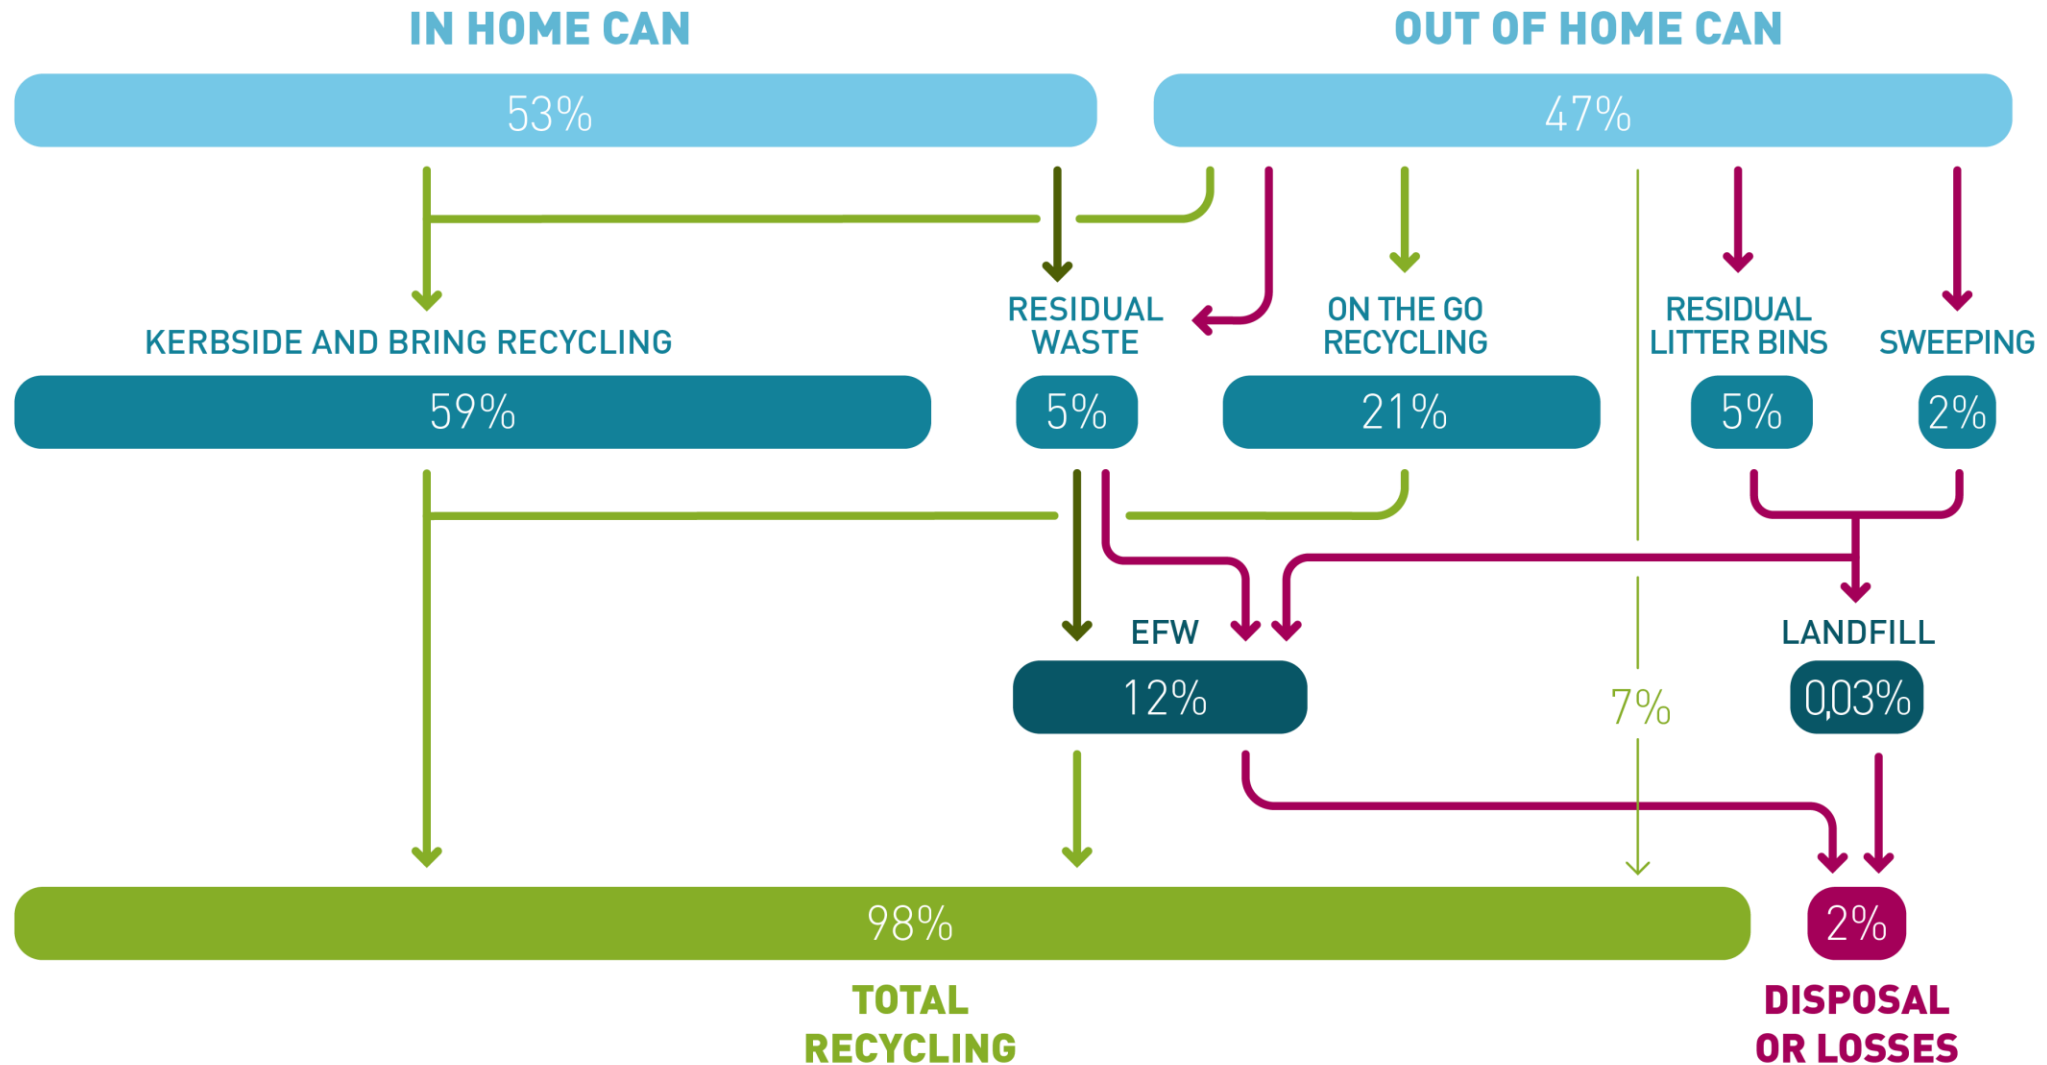 IN HOME CAN
OUT OF HOME CAN
53%
47%
KERBSIDE AND BRING RECYCLING
RESIDUAL
WASTE
ON THE GO
RECYCLING
RESIDUAL
LITTER BINS
SWEEPING
59%
5%
21%
5%
2%
EFW
LANDFILL
12%
7%
0,03%
98%
2%
TOTAL
RECYCLING
DISPOSAL
OR LOSSES